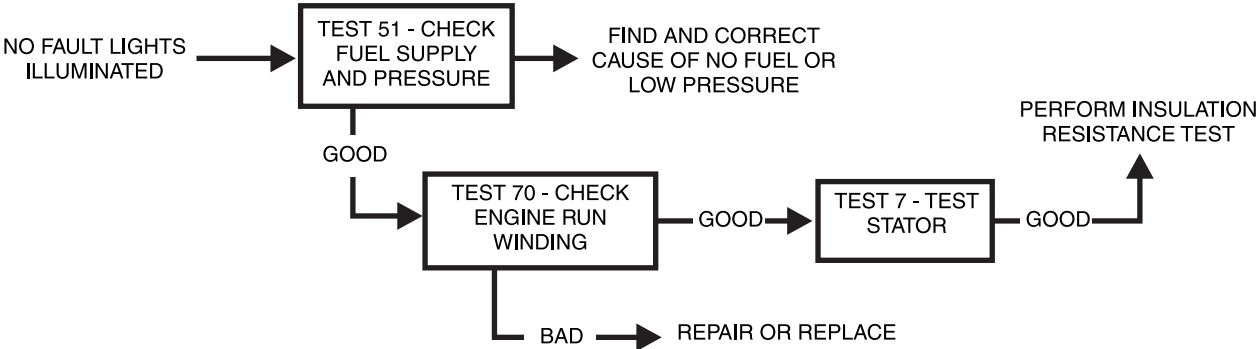 NO FAULT LIGHTS
ILLUMINATED
TEST 51 - CHECK
FUEL SUPPLY
AND PRESSURE
FIND AND CORRECT
CAUSE OF NO FUEL OR
LOW PRESSURE
GOOD
TEST 70 - CHECK
ENGINE RUN
WINDING
GOOD
TEST 7 - TEST
STATOR
GOOD
PERFORM INSULATION
RESISTANCE TEST
BAD
REPAIR OR REPLACE